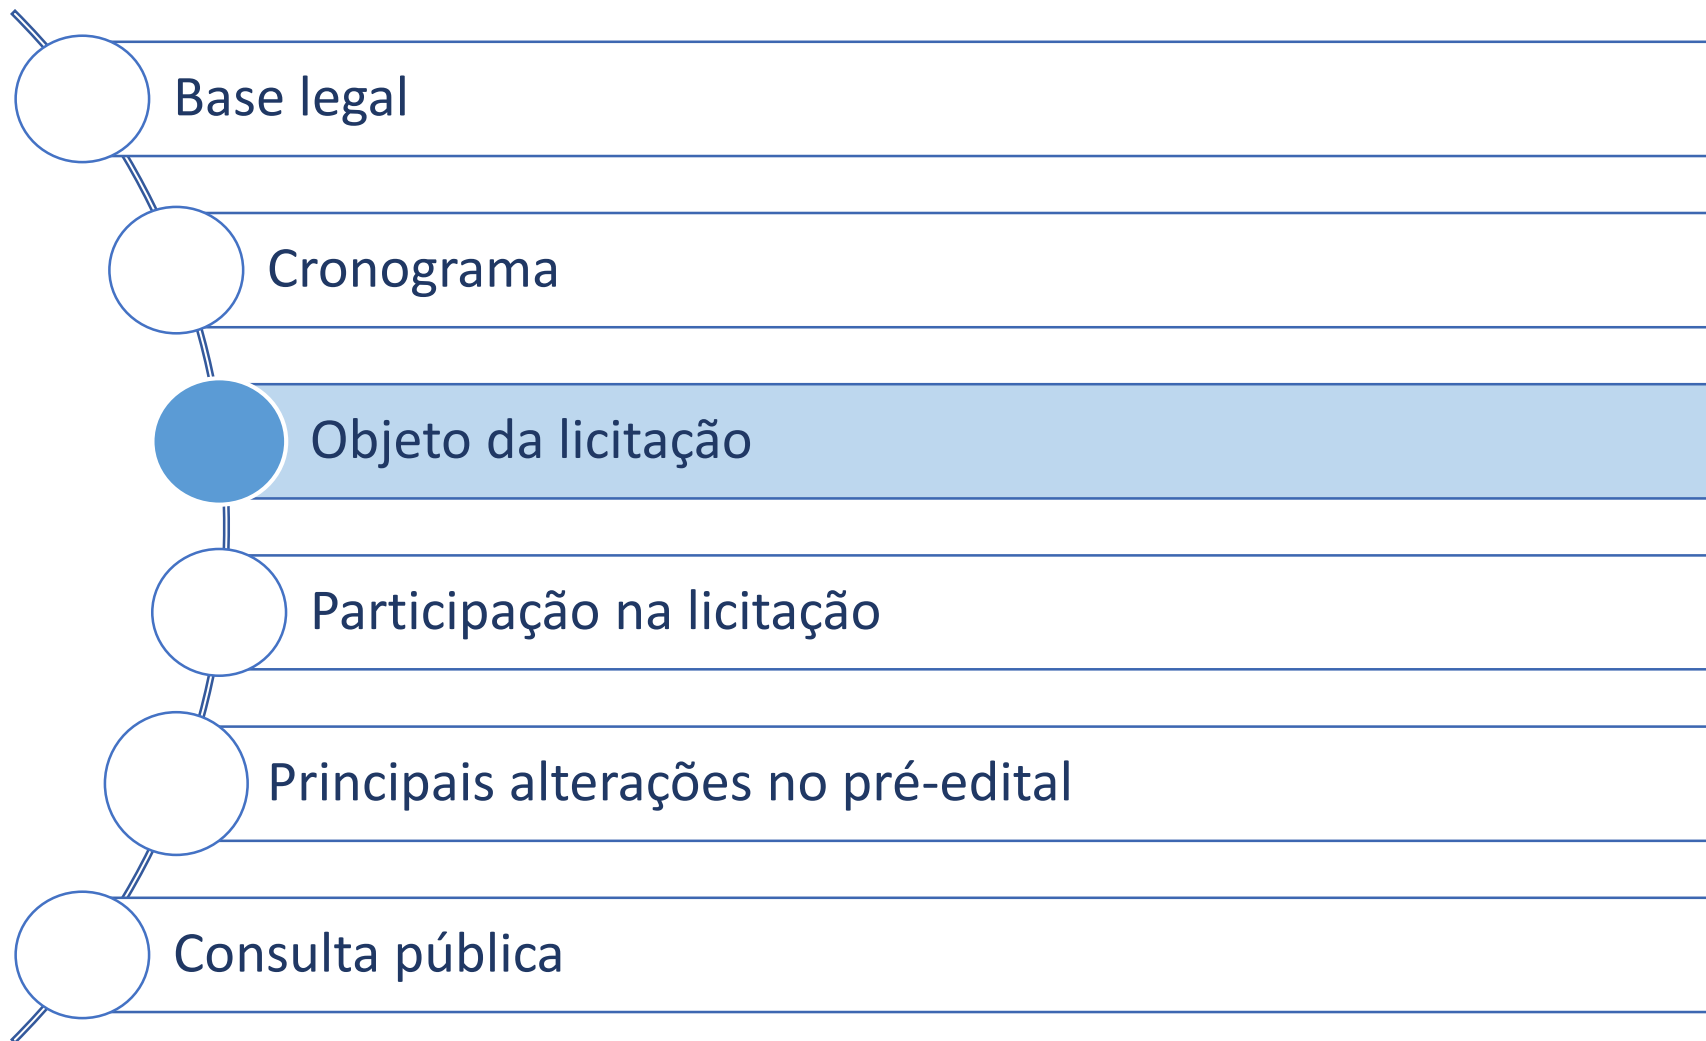 Base legal
Cronograma
Objeto da licitação
Participação na licitação
Principais alterações no pré-edital
Consulta pública